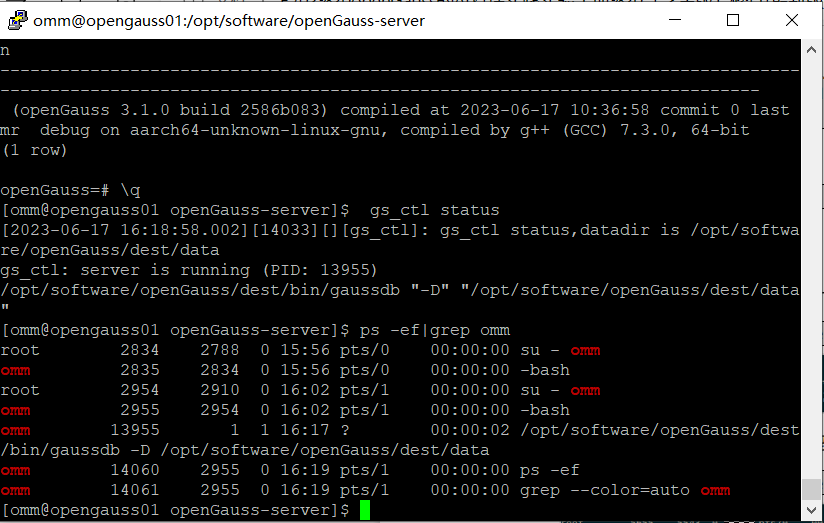 omm@opengauss01:/opt/software/openGauss-server
n
--------------------------------------------------------------------------------
----------------------------------------------------------------------------
 (openGauss 3.1.0 build 2586b083) compiled at 2023-06-17 10:36:58 commit 0 last
mr  debug on aarch64-unknown-linux-gnu, compiled by g++ (GCC) 7.3.0, 64-bit
(1 row)
openGauss=# \q
[omm@opengauss01 openGauss-server]$  gs_ctl status
[2023-06-17 16:18:58.002][14033][][gs_ctl]: gs_ctl status,datadir is /opt/softwa
re/openGauss/dest/data
gs_ctl: server is running (PID: 13955)
/opt/software/openGauss/dest/bin/gaussdb "-D" "/opt/software/openGauss/dest/data
"
[omm@opengauss01 openGauss-server]$ ps -ef|grep omm
root        2834    2788  0 15:56 pts/0    00:00:00 su - omm
omm         2835    2834  0 15:56 pts/0    00:00:00 -bash
root        2954    2910  0 16:02 pts/1    00:00:00 su - omm
omm         2955    2954  0 16:02 pts/1    00:00:00 -bash
omm        13955       1  1 16:17 ?        00:00:02 /opt/software/openGauss/dest
/bin/gaussdb -D /opt/software/openGauss/dest/data
omm        14060    2955  0 16:19 pts/1    00:00:00 ps -ef
omm        14061    2955  0 16:19 pts/1    00:00:00 grep --color=auto omm
[omm@opengauss01 openGauss-server]$